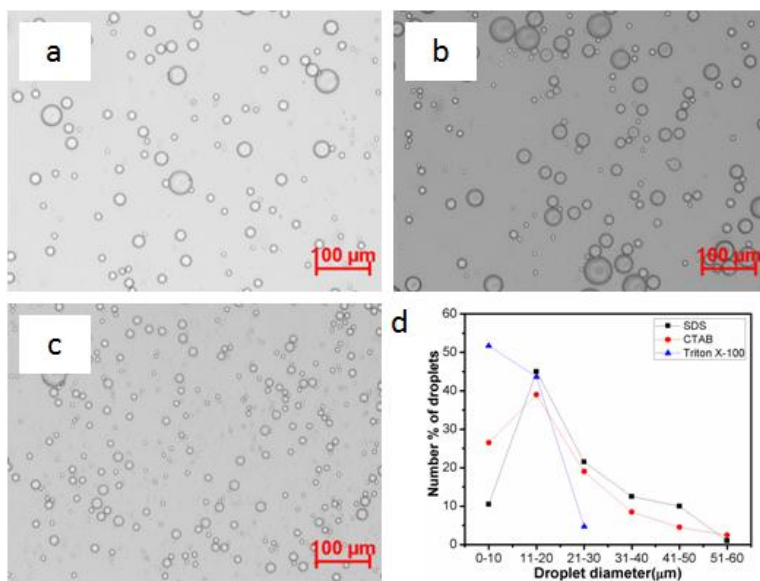 a
100 μm
b
100 μm
c
100 μm
d
60
50
40
30
20
10
0
Number % of droplets
SDS
CTAB
Triton X-100
0-10 11-20 21-30 31-40 41-50 51-60
Droplet diameter(μm)